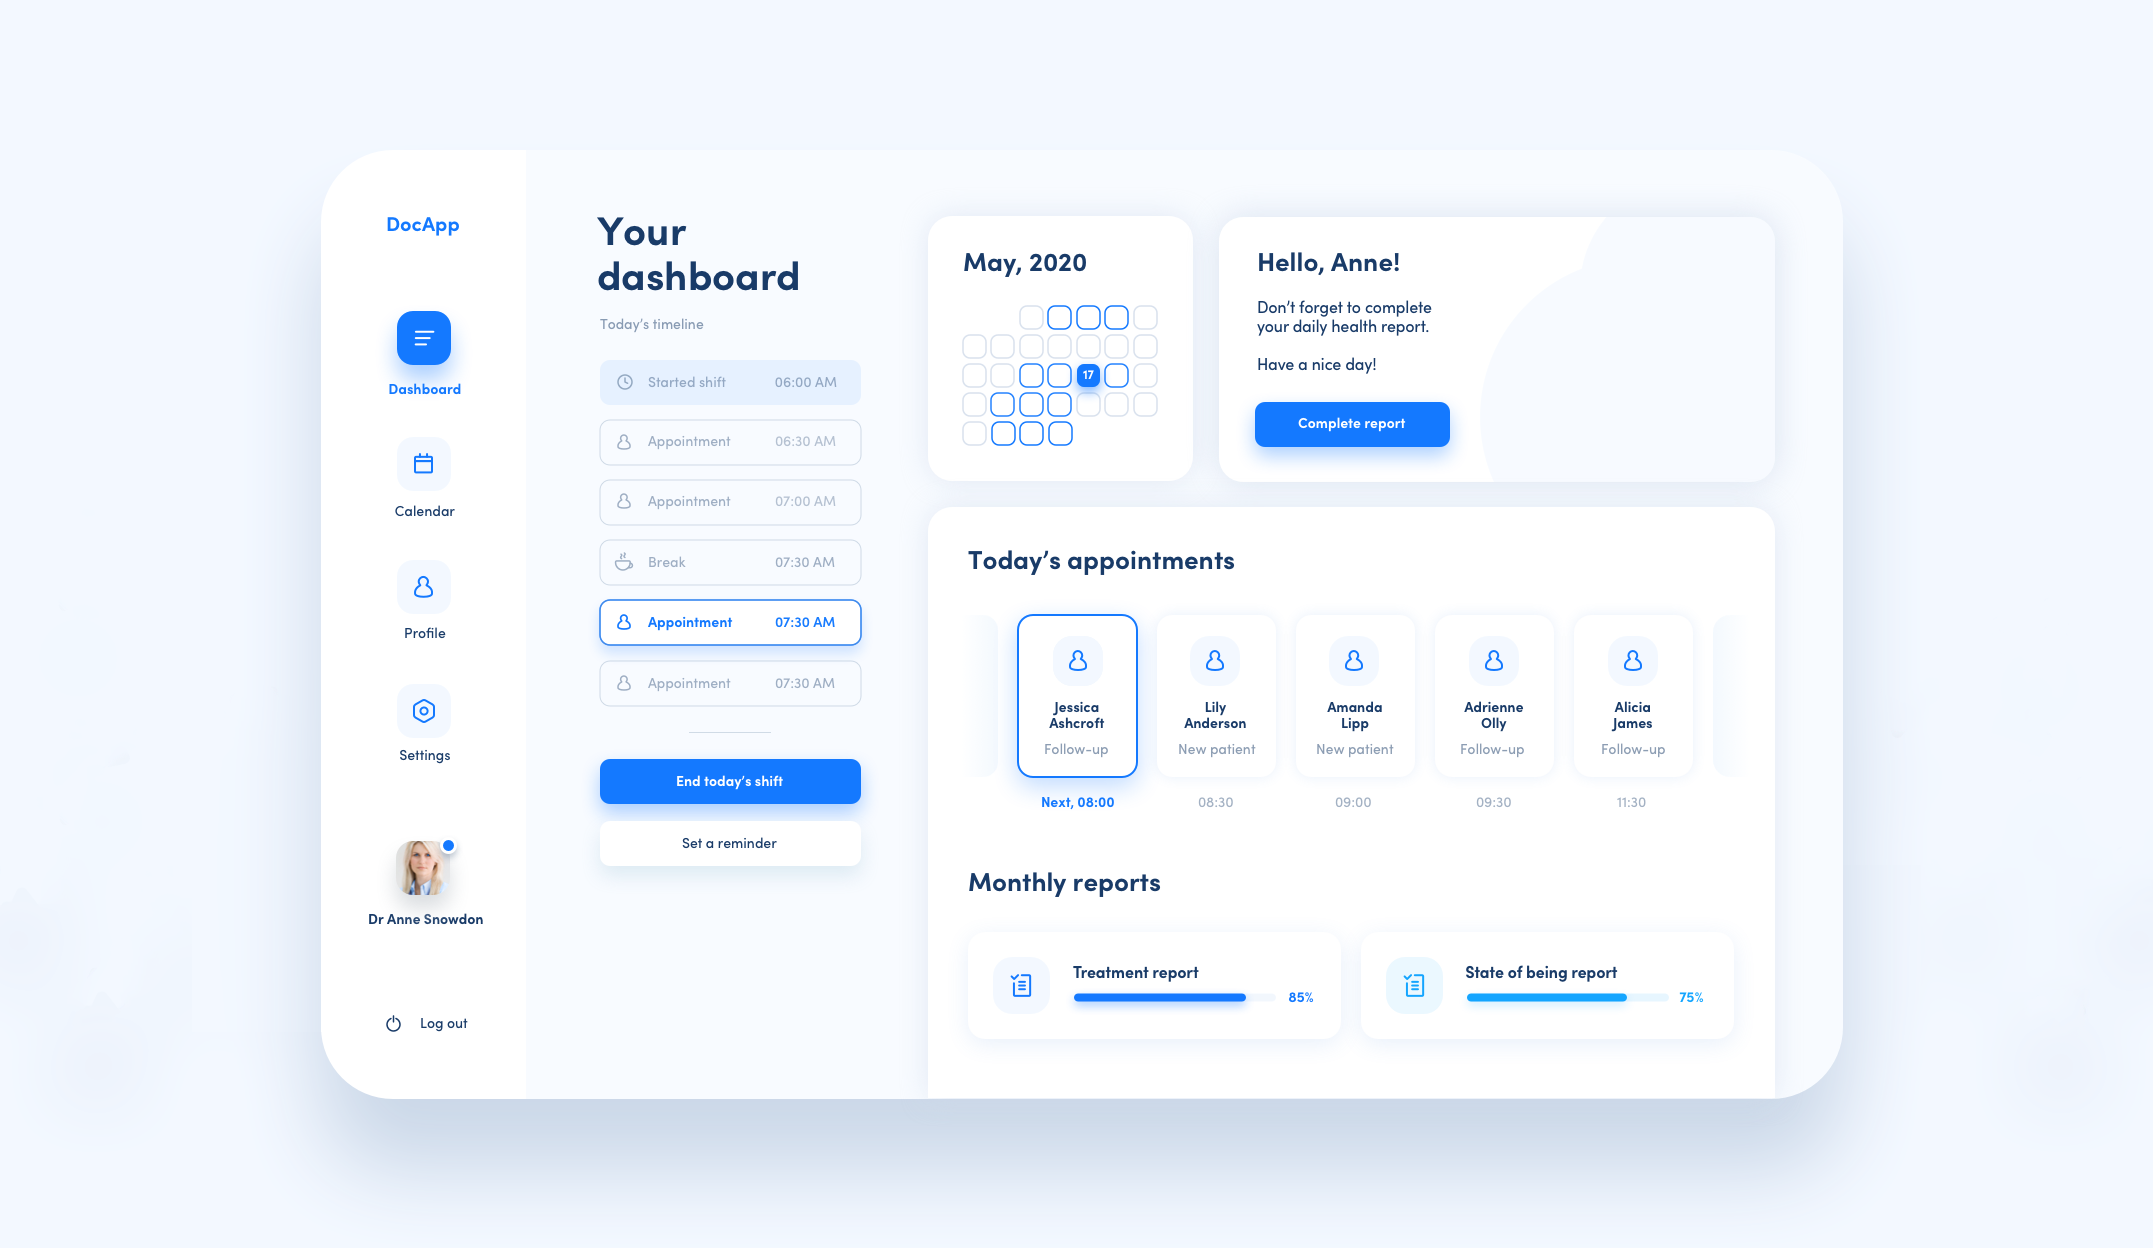 DocApp
Dashboard
Calendar
Profile
Settings
Dr Anne Snowdon
Log out
Your
dashboard
Today's timeline
Started shift 06:00 AM
Appointment 06:30 AM
Appointment 07:00 AM
Break 07:30 AM
Appointment 07:30 AM
Appointment 07:30 AM
End today's shift
Set a reminder
May, 2020
17
Hello, Anne!
Don't forget to complete
your daily health report.
Have a nice day!
Complete report
Today's appointments
Jessica
Ashcroft
Follow-up
Next, 08:00
Lily
Anderson
New patient
08:30
Amanda
Lipp
New patient
09:00
Adrienne
Olly
Follow-up
09:30
Alicia
James
Follow-up
11:30
Monthly reports
Treatment report
85%
State of being report
75%